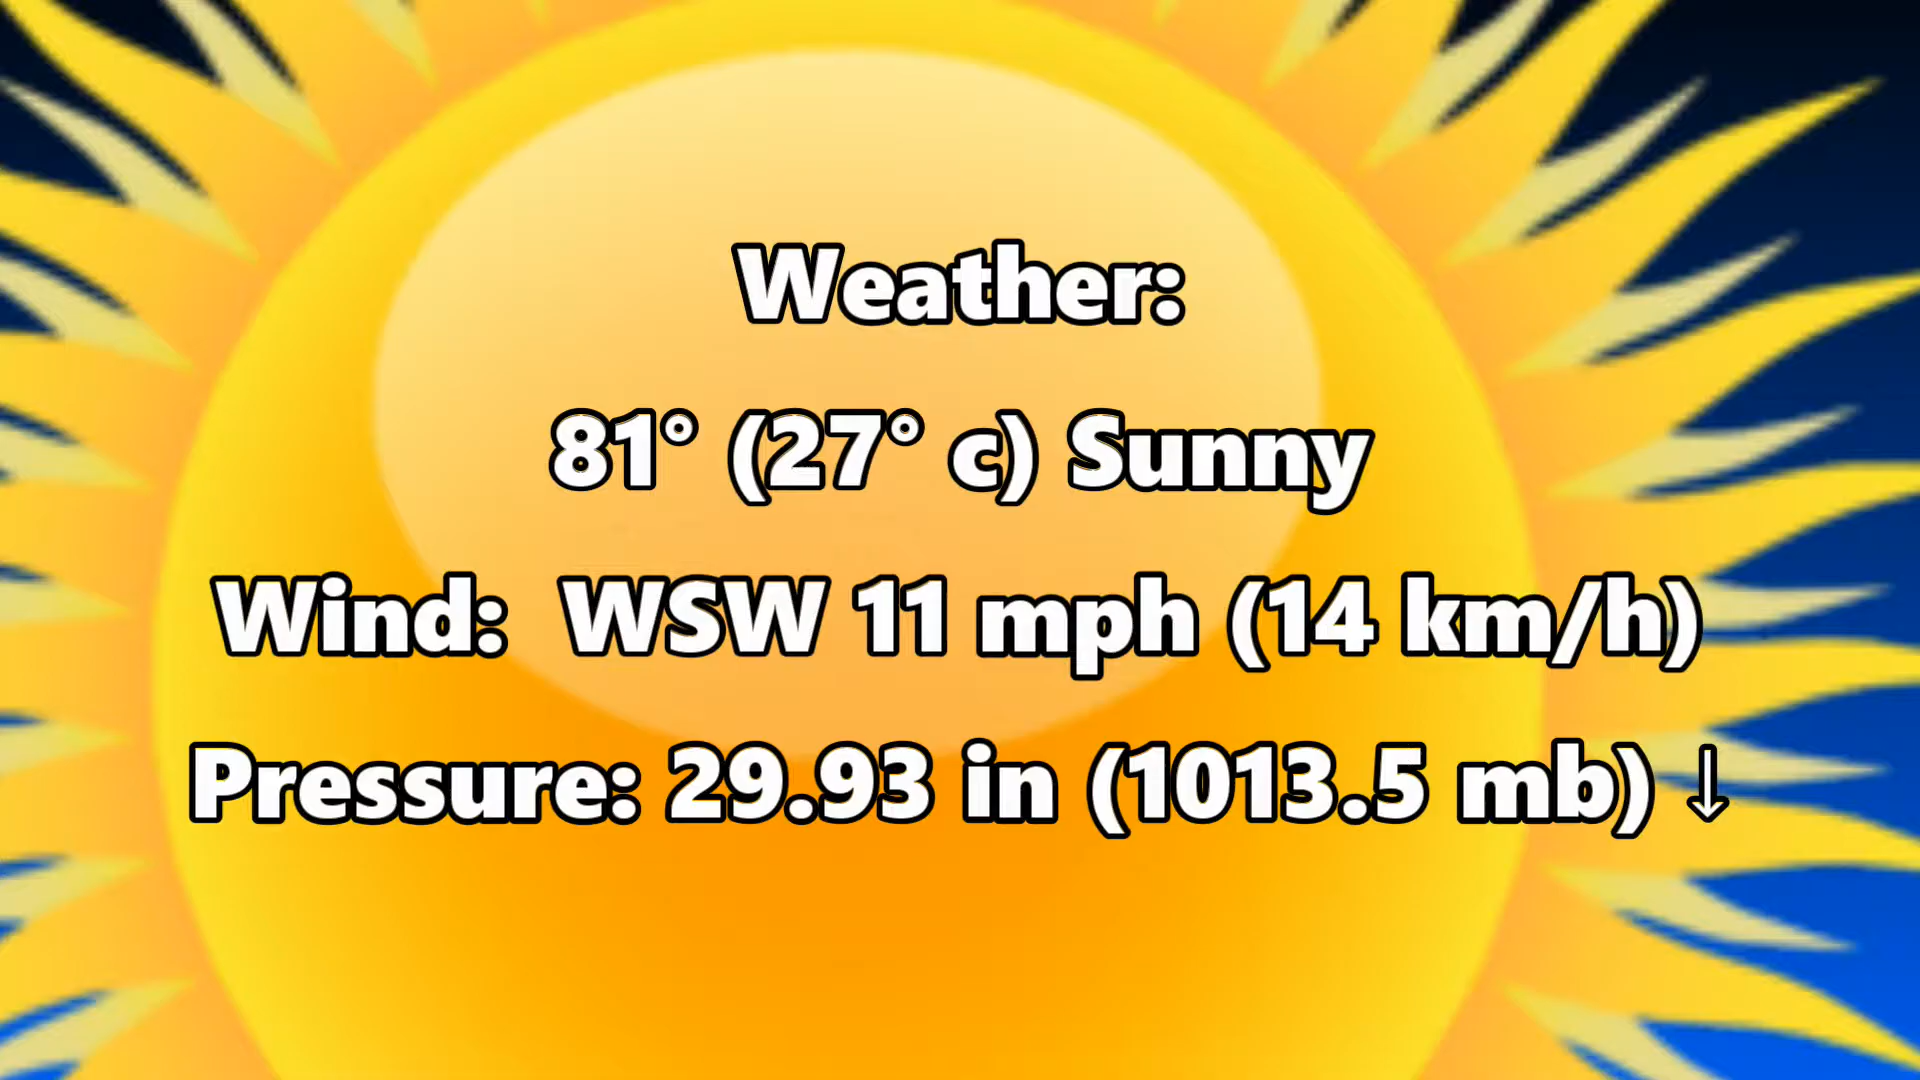 Weather:
81° (27° c) Sunny
Wind:  WSW 11 mph (14 km/h)
Pressure: 29.93 in (1013.5 mb) ↓